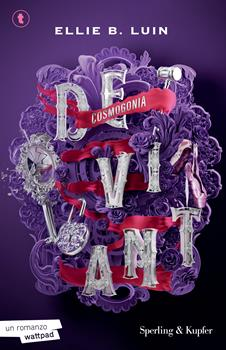 ELLIE B. LUIN
DE
COSMOGONIA
VI
ANT
un romanzo
wattpad
Sperling & Kupfer